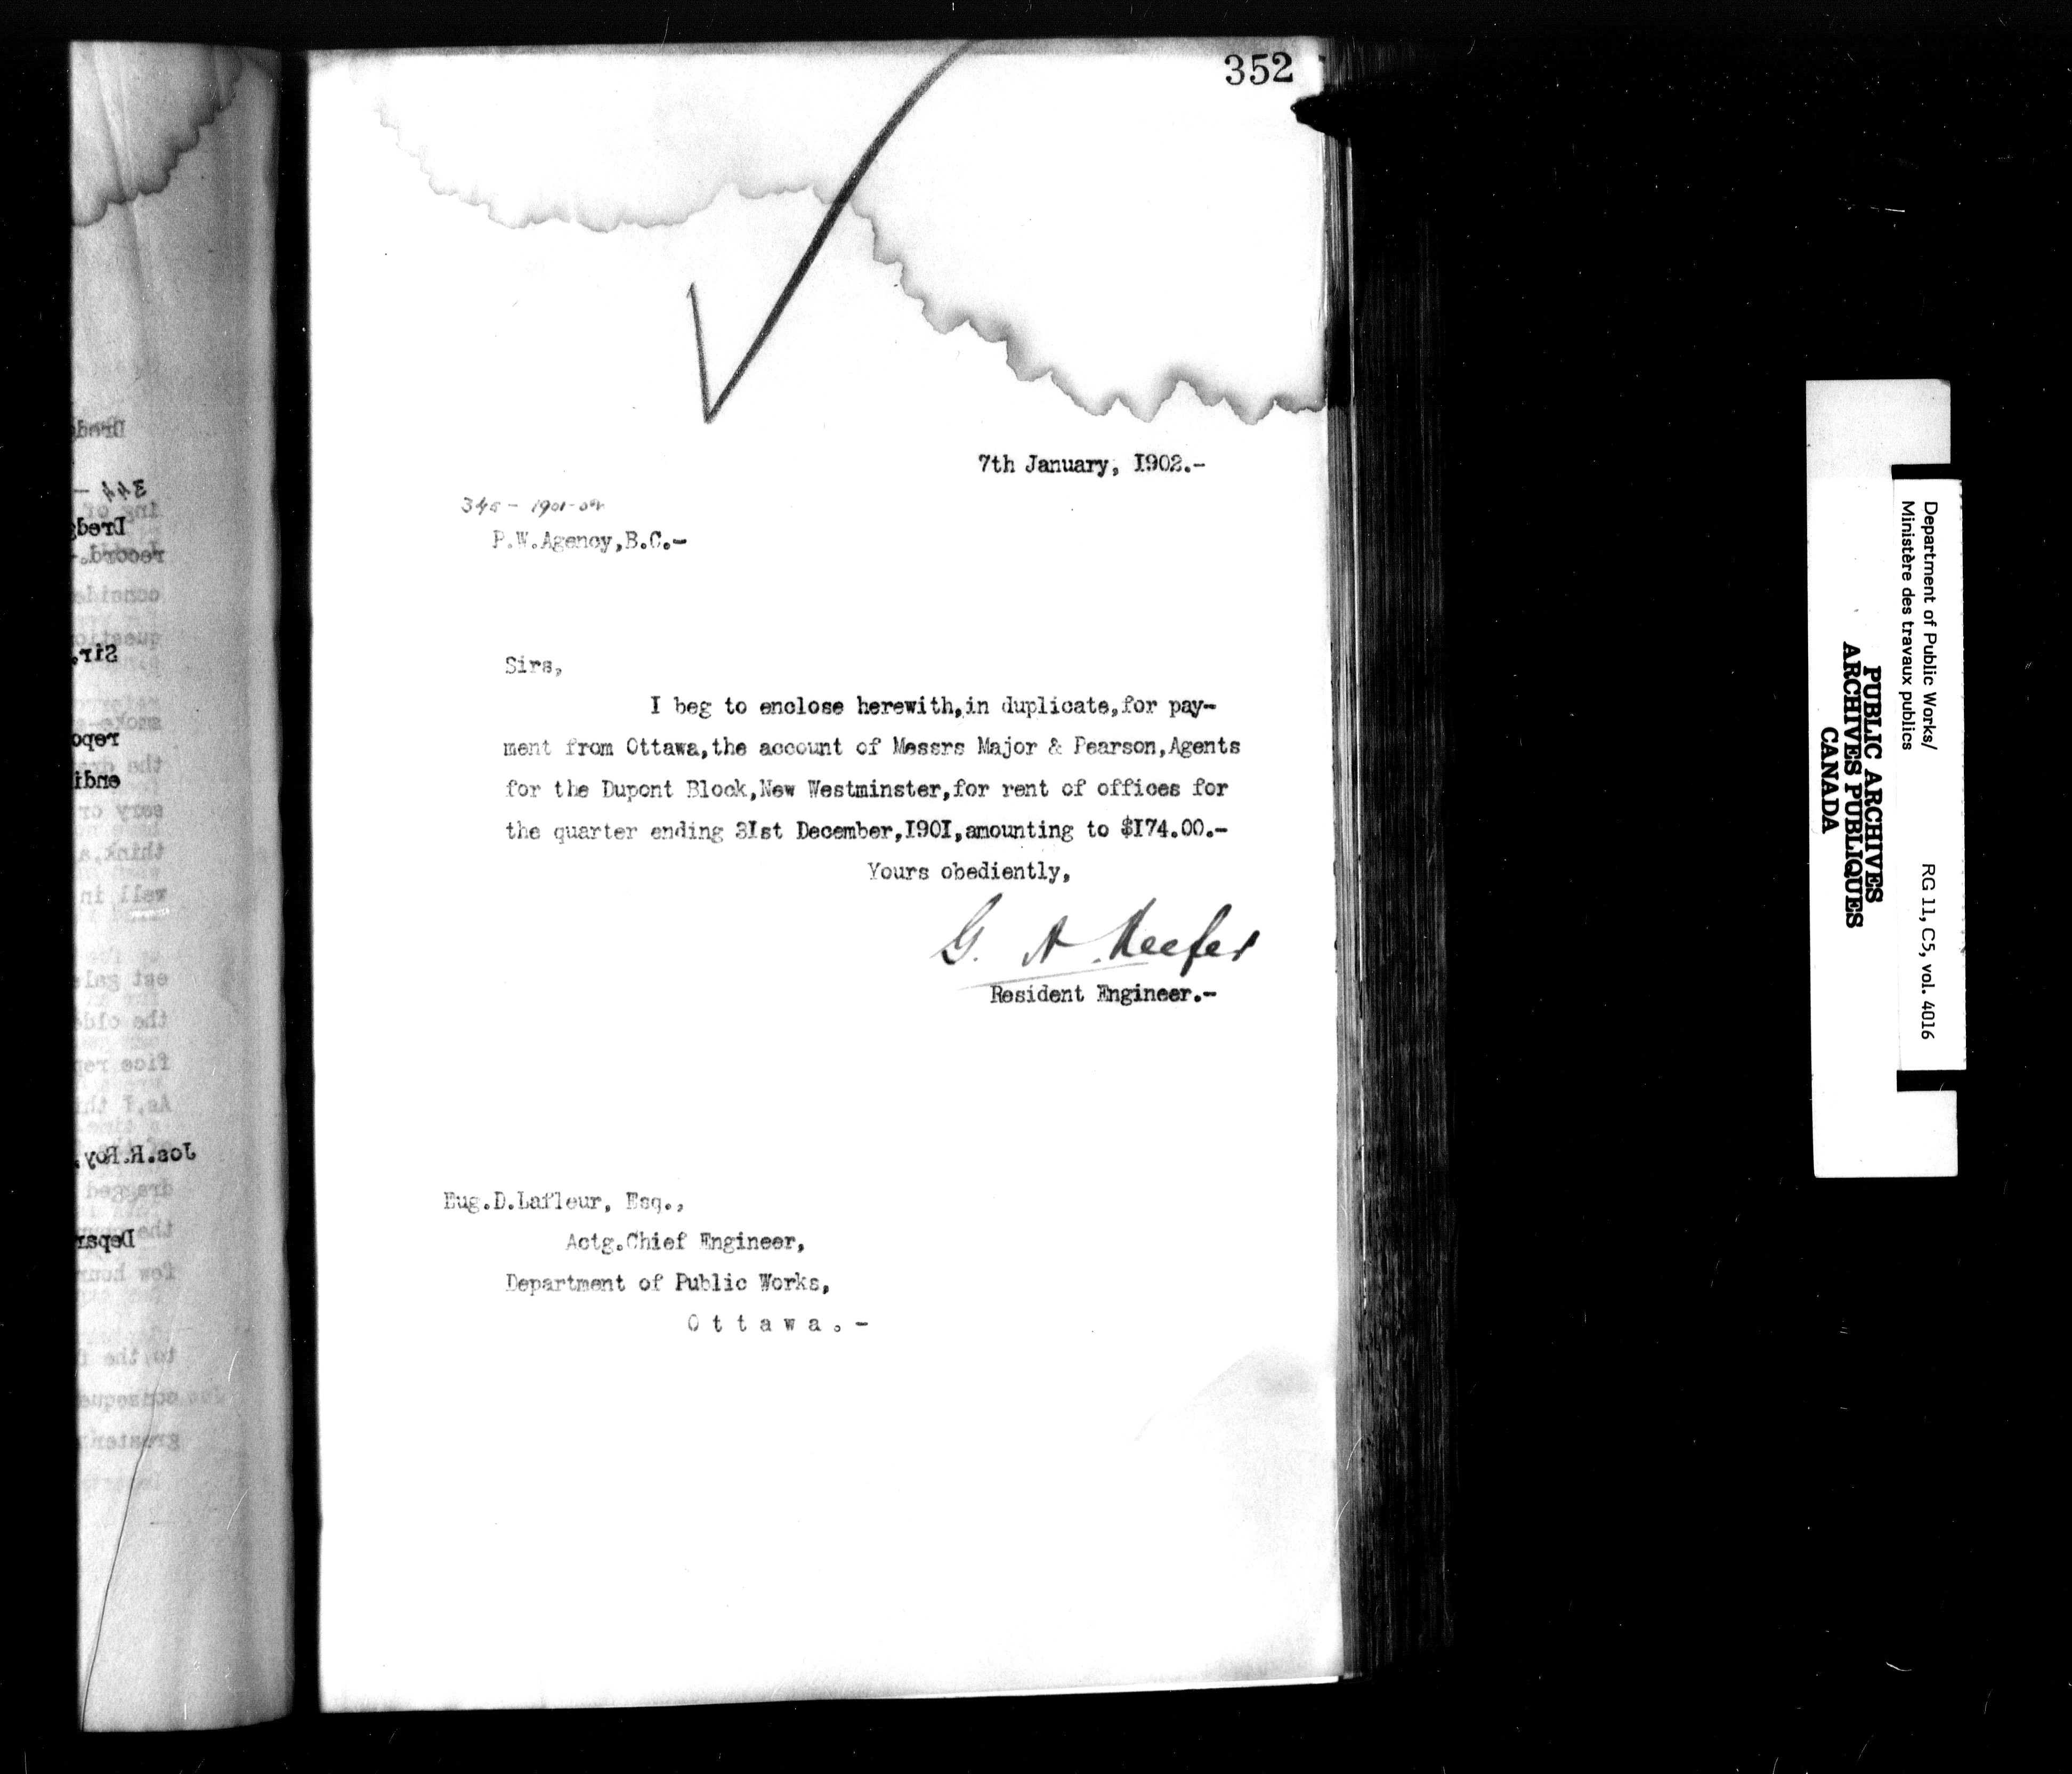 352
7th January, 1902.-
345 - 1901-02
P.W.Agency,B.C.-
Sirs,
I beg to enclose herewith,in duplicate,for pay-
ment from Ottawa,the account of Messrs Major & Pearson,Agents
for the Dupont Block,New Westminster,for rent of offices for
the quarter ending 31st December,1901,amounting to $174.00.-
Yours obediently,
G. A. Keefer
Resident Engineer.-
Eug.D.Lafleur, Esq.,
Actg.Chief Engineer,
Department of Public Works,
O t t a w a . -
Department of Public Works/
Ministère des travaux publics
RG 11, C5, vol. 4016
PUBLIC ARCHIVES
ARCHIVES PUBLIQUES
CANADA